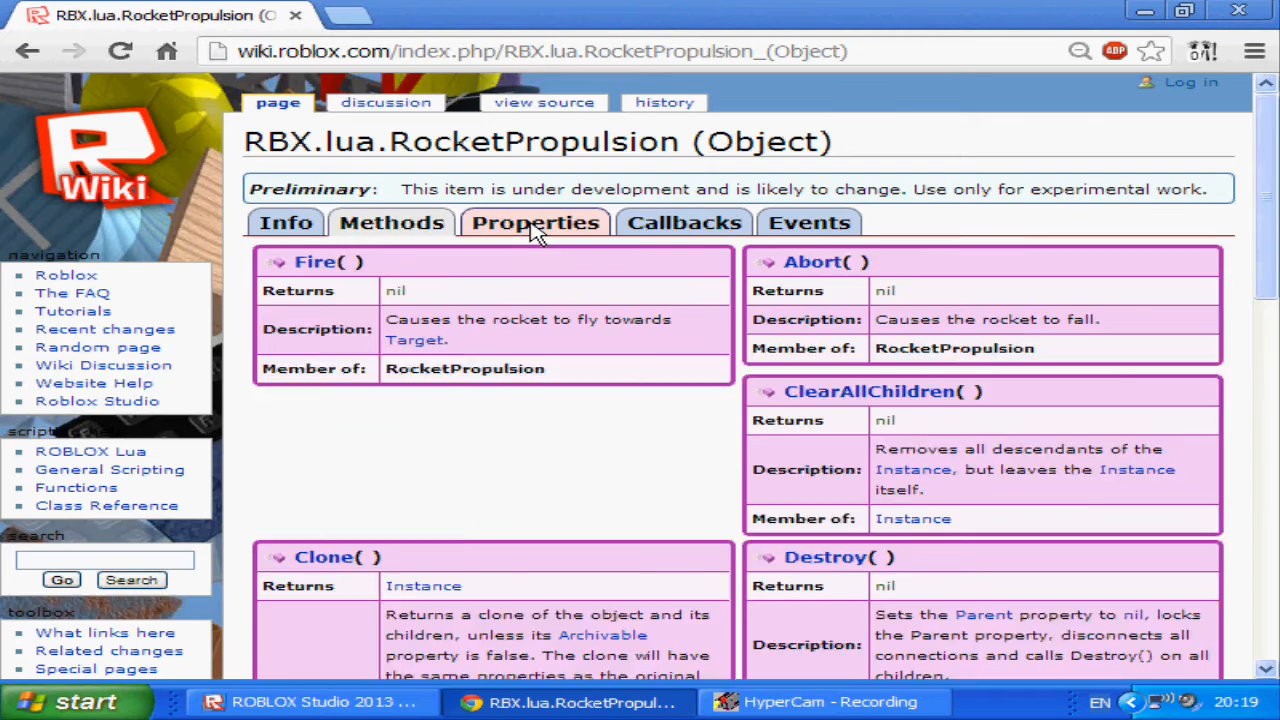 RBX.lua.RocketPropulsion (O
wiki.roblox.com/index.php/RBX.lua.RocketPropulsion_(Object)
ABP
Log in
page discussion view source history
R
Wiki
RBX.lua.RocketPropulsion (Object)
Preliminary: This item is under development and is likely to change. Use only for experimental work.
Info Methods Properties Callbacks Events
navigation
Roblox
The FAQ
Tutorials
Recent changes
Random page
Wiki Discussion
Website Help
Roblox Studio
ROBLOX Lua
General Scripting
Functions
Class Reference
search
Go Search
toolbox
What links here
Related changes
Special pages
Fire( )
Returns nil
Description: Causes the rocket to fly towards
Target.
Member of: RocketPropulsion
Abort( )
Returns nil
Description: Causes the rocket to fall.
Member of: RocketPropulsion
ClearAllChildren( )
Returns nil
Description: Removes all descendants of the
Instance, but leaves the Instance
itself.
Member of: Instance
Clone( )
Returns Instance
Returns a clone of the object and its
children, unless its Archivable
property is false. The clone will have
the same properties as the original
Destroy( )
Returns nil
Description: Sets the Parent property to nil, locks
the Parent property, disconnects all
connections and calls Destroy() on all
children.
start ROBLOX Studio 2013 ... RBX.lua.RocketPropul... HyperCam - Recording EN 20:19